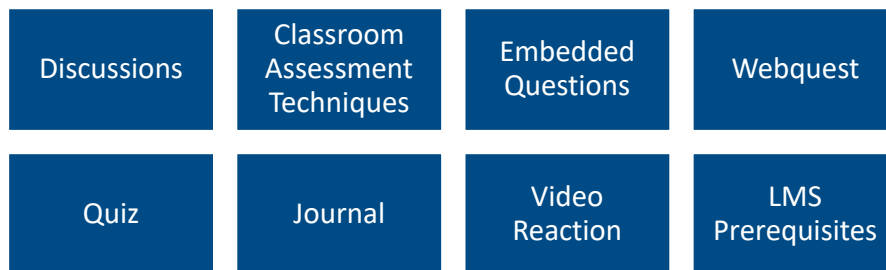 Discussions
Classroom
Assessment
Techniques
Embedded
Questions
Webquest
Quiz
Journal
Video
Reaction
LMS
Prerequisites